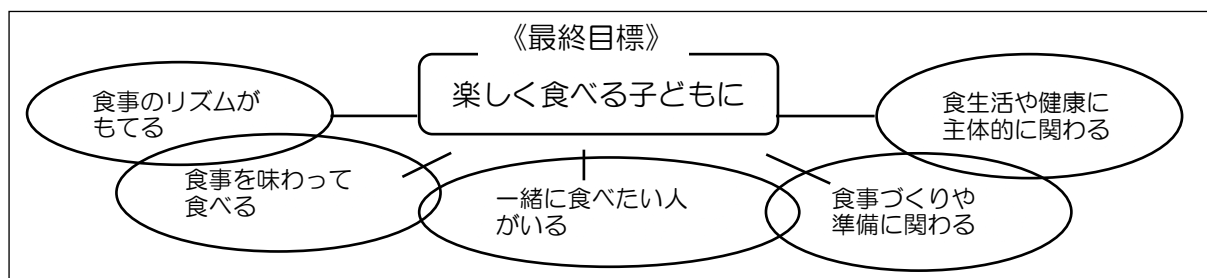 《最終目標》
楽しく食べる子どもに
食事のリズムが
もてる
食事を味わって
食べる
一緒に食べたい人
がいる
食事づくりや
準備に関わる
食生活や健康に
主体的に関わる